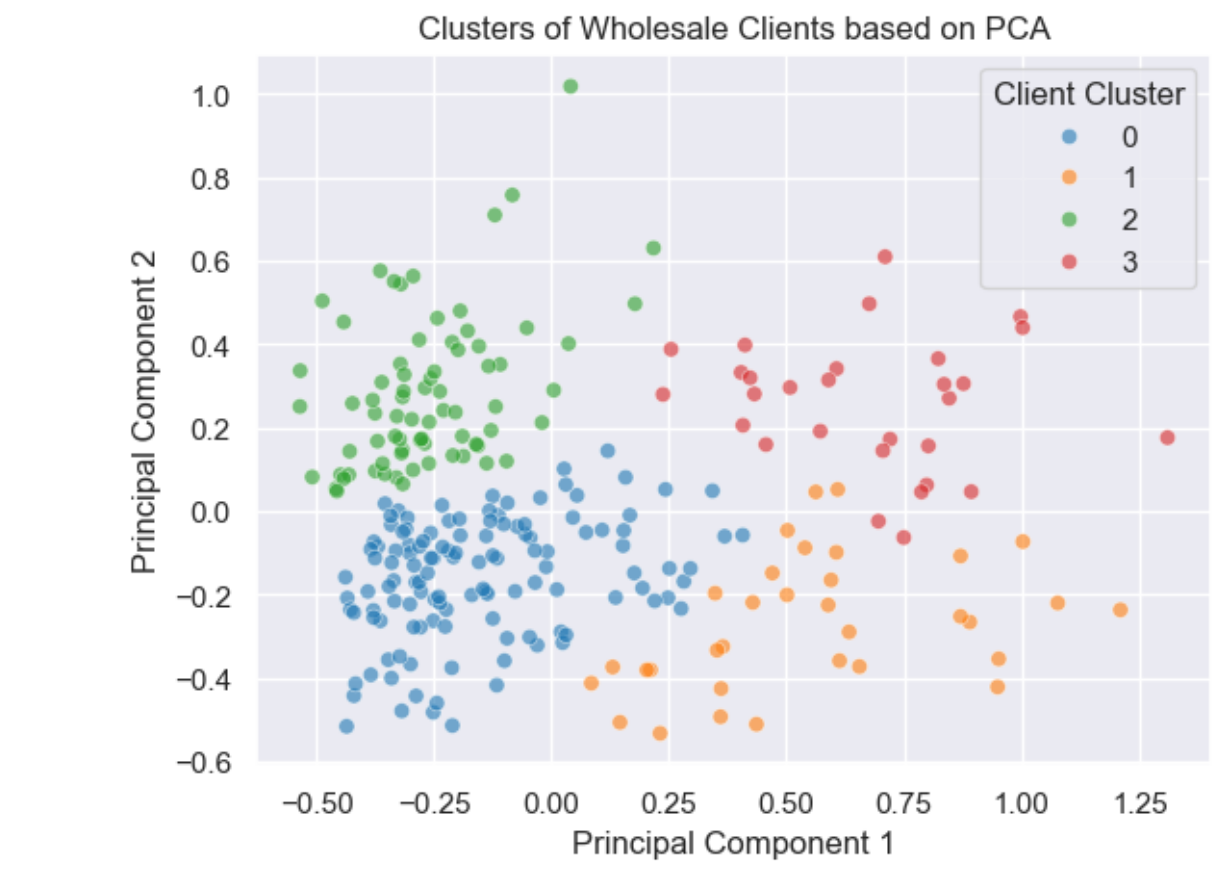 Clusters of Wholesale Clients based on PCA
Client Cluster
0
1
2
3
Principal Component 2
1.0
0.8
0.6
0.4
0.2
0.0
−0.2
−0.4
−0.6
−0.50 −0.25 0.00 0.25 0.50 0.75 1.00 1.25
Principal Component 1